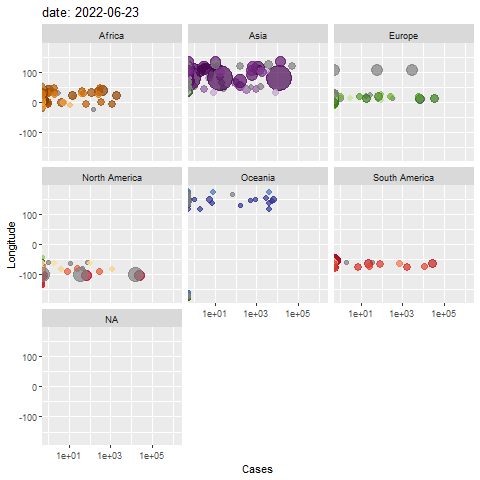 date: 2022-06-23
Africa
Asia
Europe
100
0
-100
North America
Oceania
South America
100
0
-100
Longitude
1e+01
1e+03
1e+05
1e+01
1e+03
1e+05
NA
100
0
-100
1e+01
1e+03
1e+05
Cases